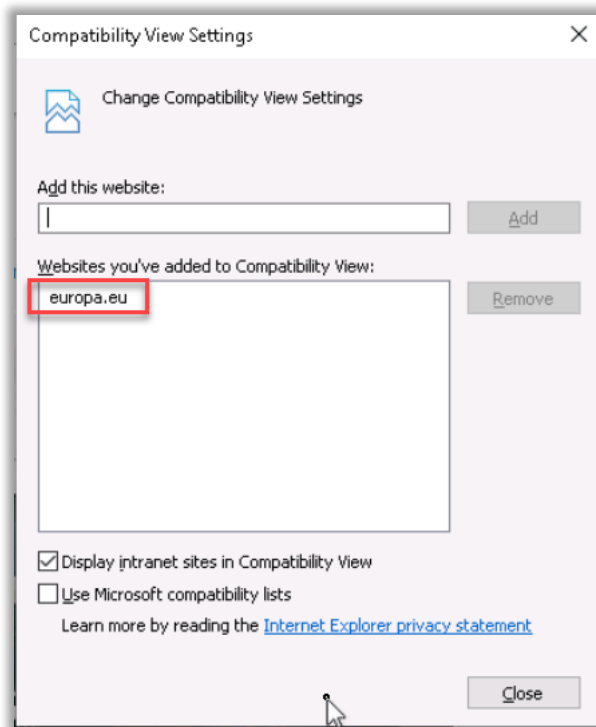 Compatibility View Settings
Change Compatibility View Settings
Add this website:
Add
Websites you've added to Compatibility View:
europa.eu
Remove
Display intranet sites in Compatibility View
Use Microsoft compatibility lists
Learn more by reading the Internet Explorer privacy statement
Close